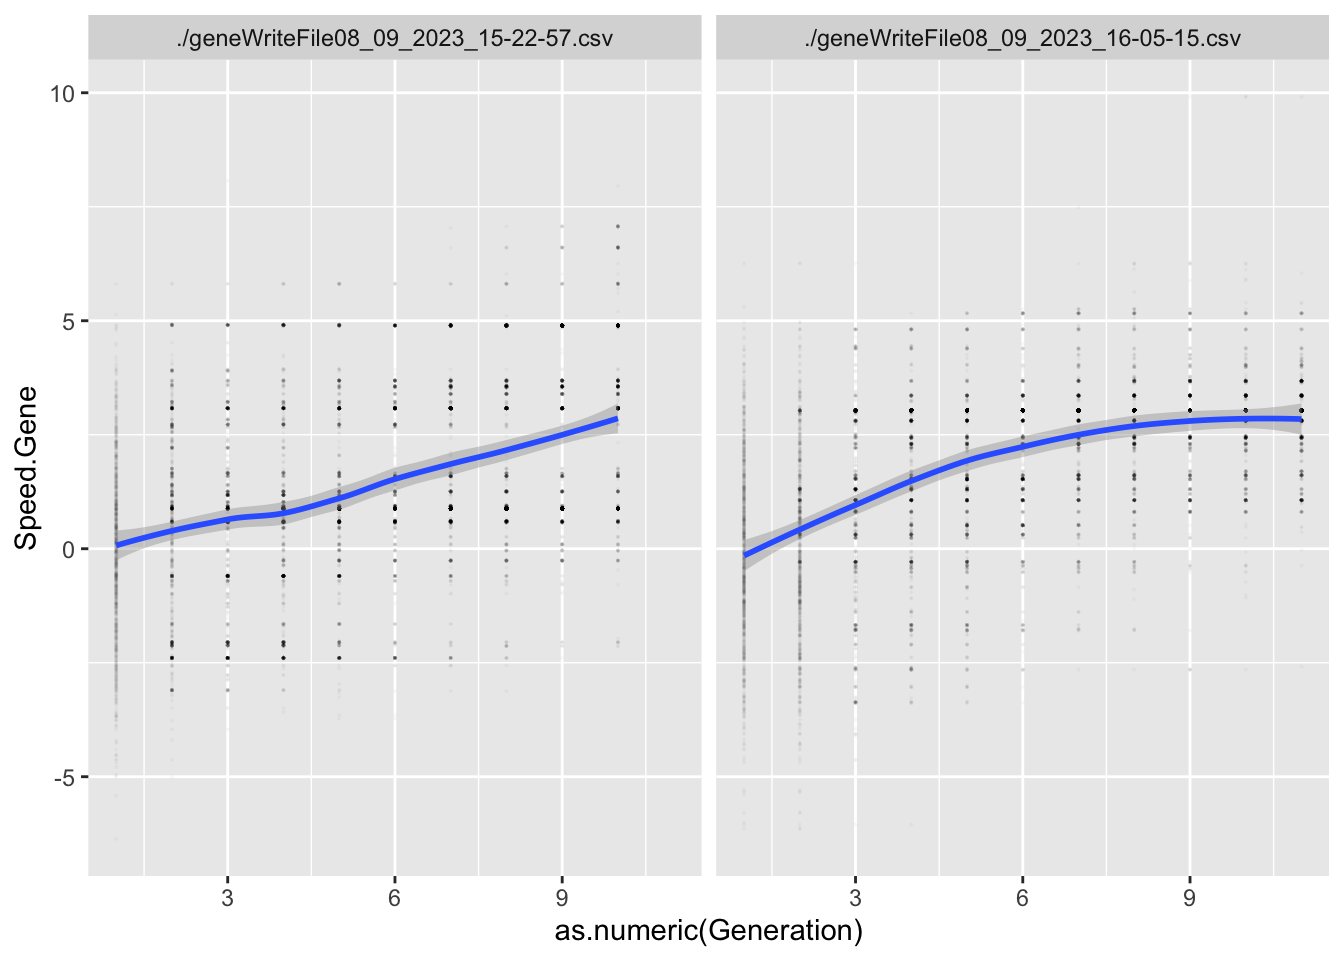 ./geneWriteFile08_09_2023_15-22-57.csv
./geneWriteFile08_09_2023_16-05-15.csv
10
5
0
-5
Speed.Gene
3 6 9
3 6 9
as.numeric(Generation)